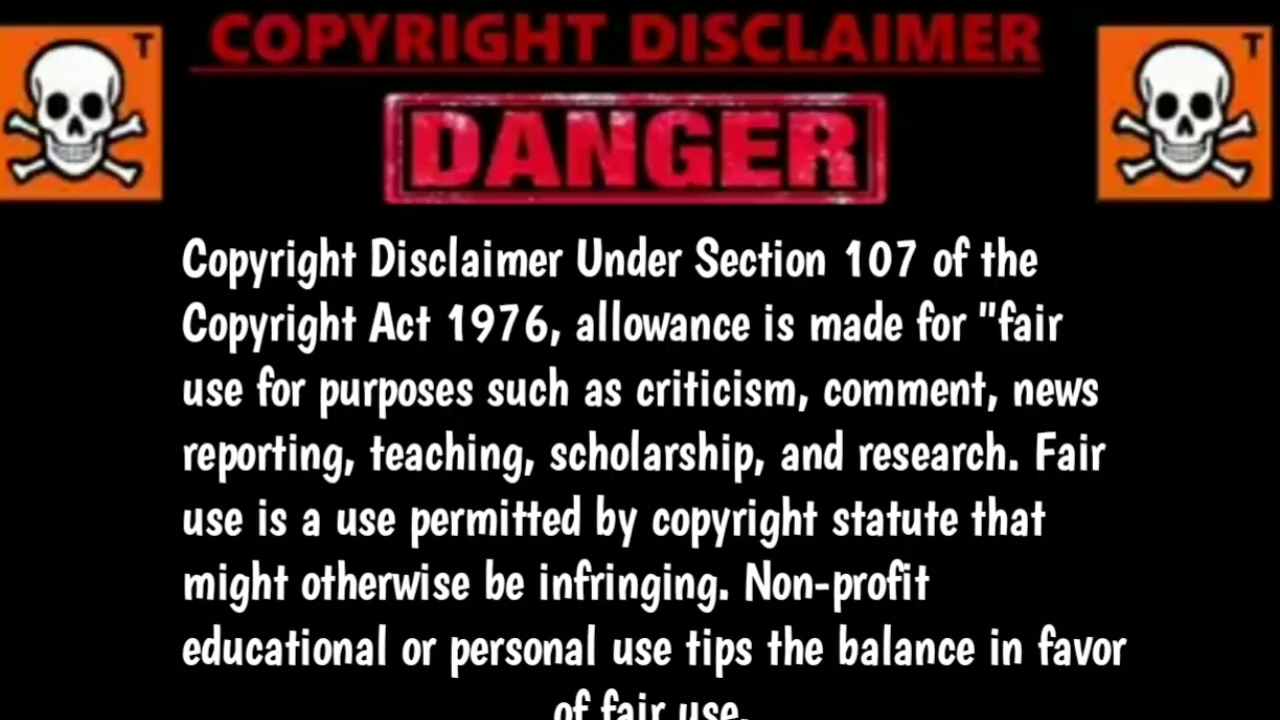 COPYRIGHT DISCLAIMER
T
T
DANGER
Copyright Disclaimer Under Section 107 of the
Copyright Act 1976, allowance is made for "fair
use for purposes such as criticism, comment, news
reporting, teaching, scholarship, and research. Fair
use is a use permitted by copyright statute that
might otherwise be infringing. Non-profit
educational or personal use tips the balance in favor
of fair use.